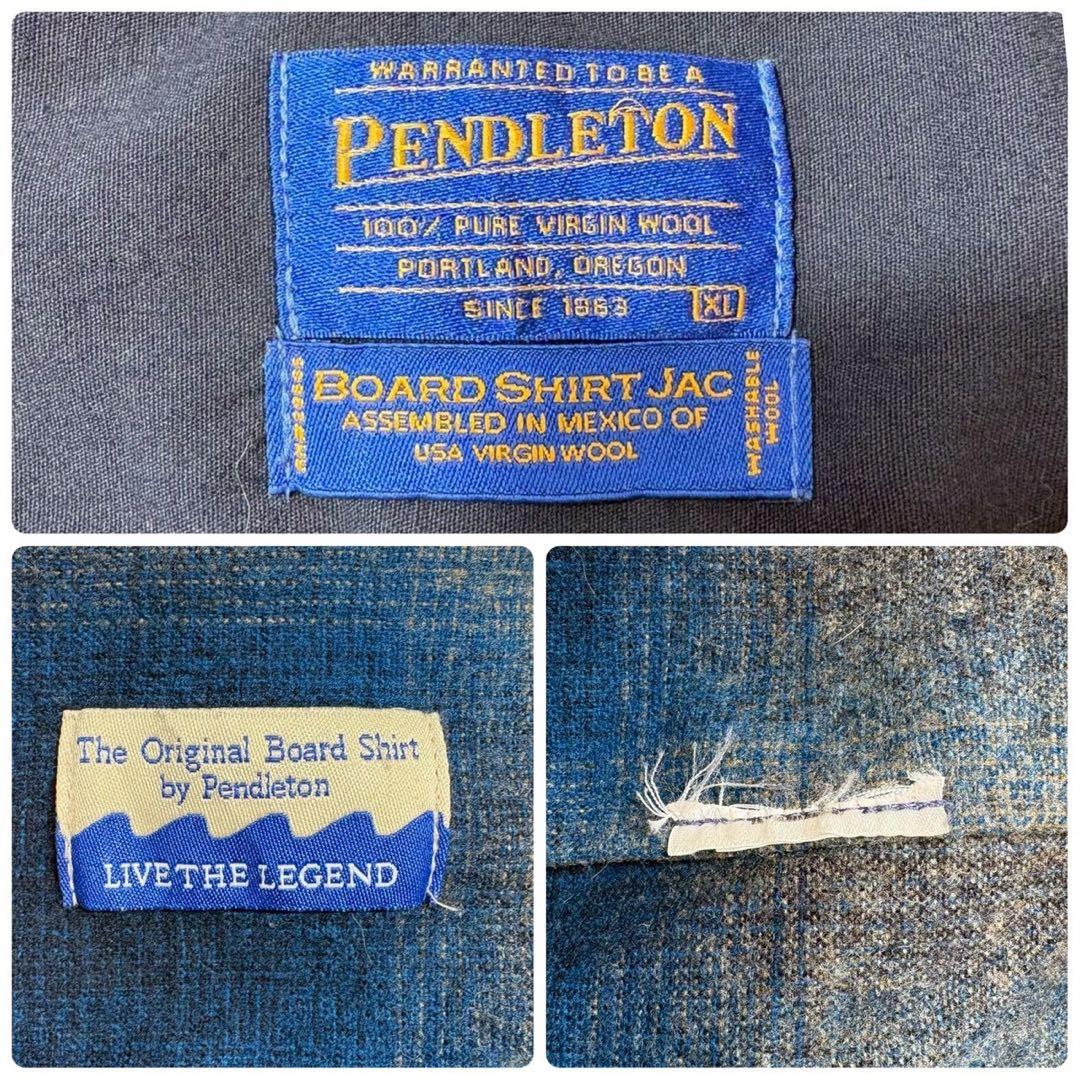 WARRANTED TO BE A
PENDLETON
100% PURE VIRGIN WOOL
PORTLAND, OREGON
SINCE 1863
XL
BOARD SHIRT JAC
ASSEMBLED IN MEXICO OF
USA VIRGIN WOOL
WASHABLE
WOOL
The Original Board Shirt
by Pendleton
LIVE THE LEGEND